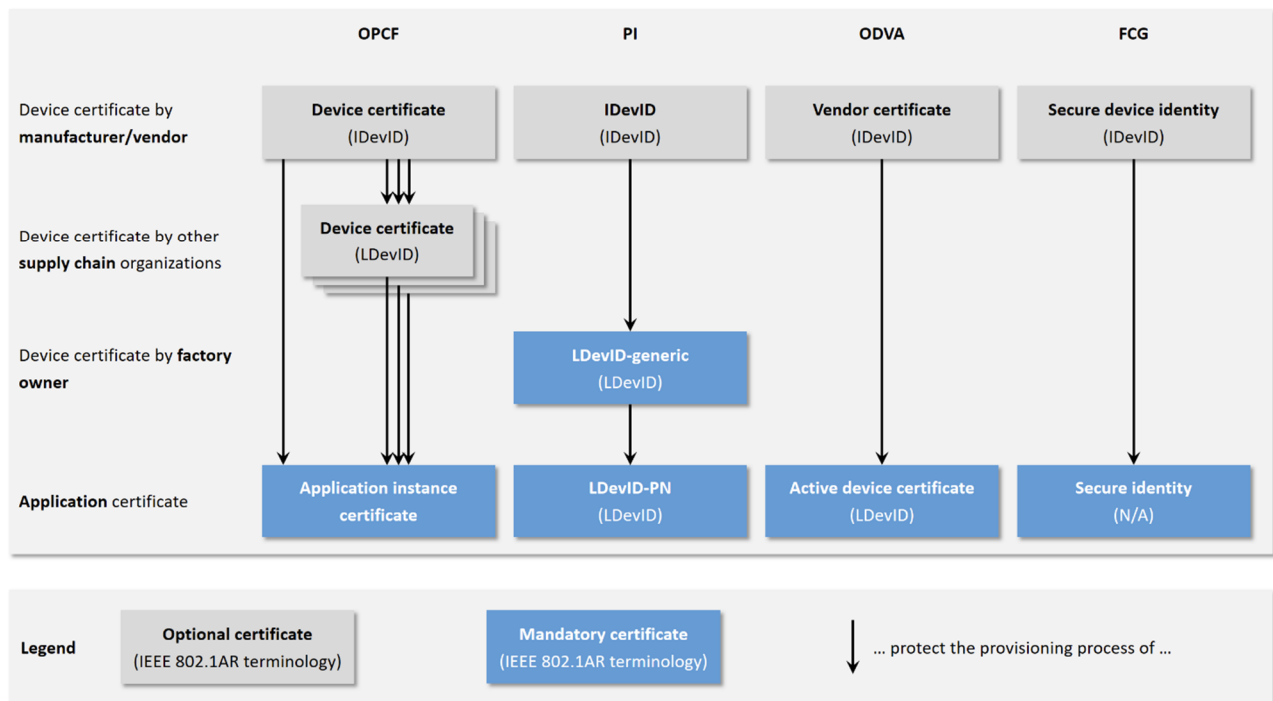 OPCF PI ODVA FCG
Device certificate by
manufacturer/vendor
Device certificate
(IDevID)
IDevID
(IDevID)
Vendor certificate
(IDevID)
Secure device identity
(IDevID)
Device certificate by other
supply chain organizations
Device certificate
(LDevID)
Device certificate by factory
owner
LDevID-generic
(LDevID)
Application certificate
Application instance
certificate
LDevID-PN
(LDevID)
Active device certificate
(LDevID)
Secure identity
(N/A)
Legend
Optional certificate
(IEEE 802.1AR terminology)
Mandatory certificate
(IEEE 802.1AR terminology)
... protect the provisioning process of ...